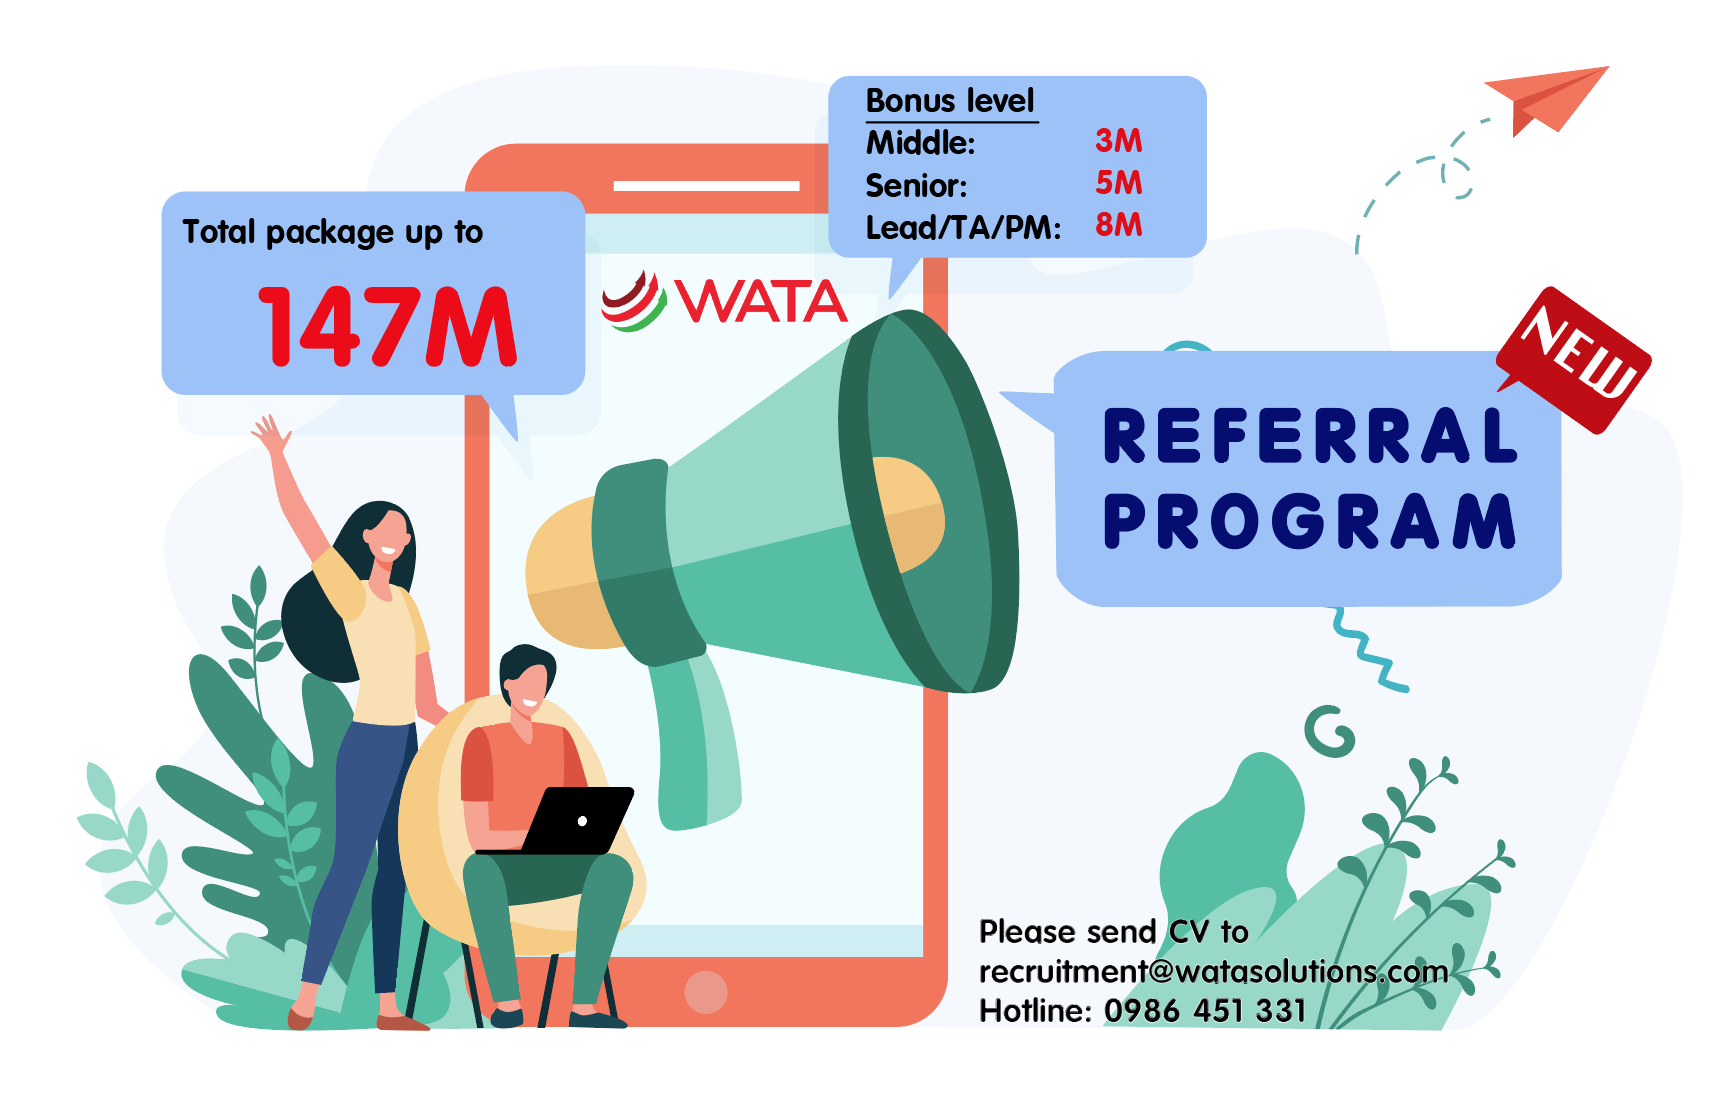 Total package up to
147M
WATA
Bonus level
Middle: 3M
Senior: 5M
Lead/TA/PM: 8M
NEW
REFERRAL
PROGRAM
Please send CV to
recruitment@watasolutions.com
Hotline: 0986 451 331